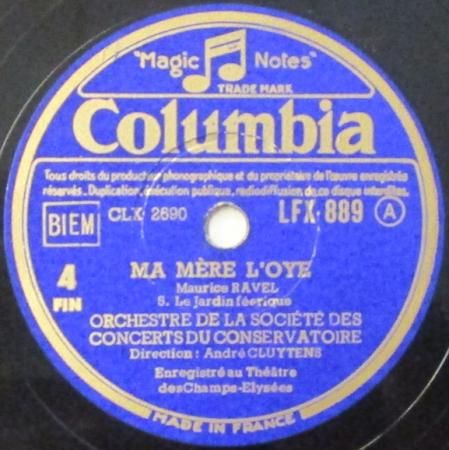 "Magic Notes"
TRADE MARK
Columbia
Tous droits du producteur phonographique et du propriétaire de l'œuvre enregistrés
réservés. Duplication, exécution publique, radiodiffusion de ce disque interdites.
BIEM CLX 2690 LFX 889 A
4
FIN
MA MÈRE L'OYE
Maurice RAVEL
5. Le jardin féerique
ORCHESTRE DE LA SOCIÉTÉ DES
CONCERTS DU CONSERVATOIRE
Direction : André CLUYTENS
Enregistré au Théâtre
des Champs-Elysées
MADE IN FRANCE